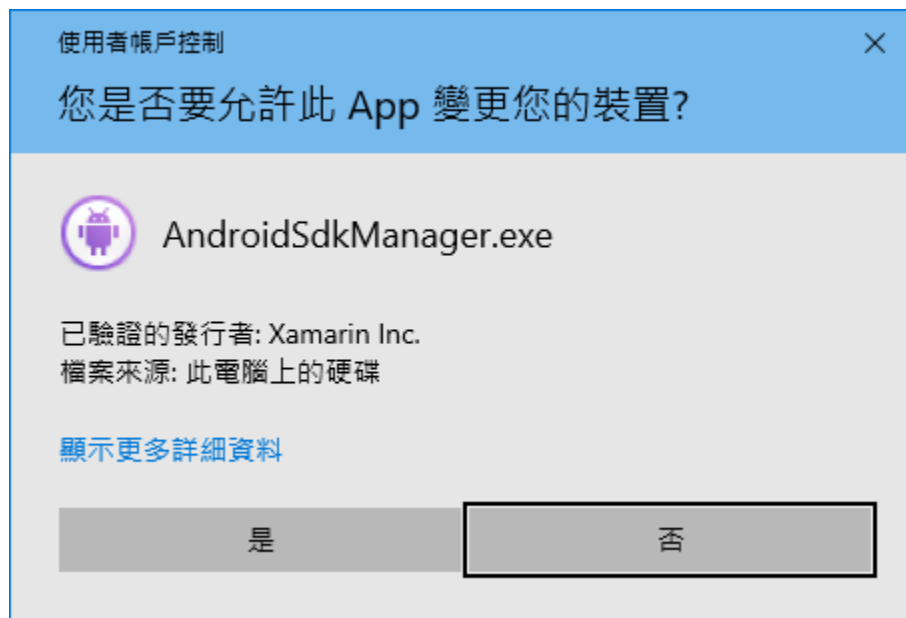 使用者帳戶控制
您是否要允許此 App 變更您的裝置?
AndroidSdkManager.exe
已驗證的發行者: Xamarin Inc.
檔案來源: 此電腦上的硬碟
顯示更多詳細資料
是
否